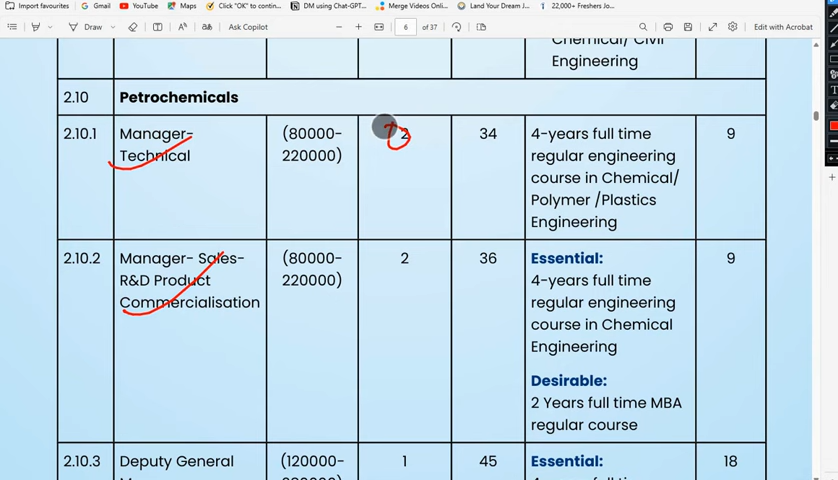 Import favourites
Gmail
YouTube
Maps
Click "OK" to contin...
DM using Chat-GPT...
Merge Videos Onli...
Land Your Dream J...
22,000+ Freshers Jo...
Draw
Ask Copilot
6 of 37
Edit with Acrobat
Chemical/ Civil
Engineering
2.10 Petrochemicals
2.10.1 Manager- (80000- 2 34 4-years full time 9
Technical 220000) regular engineering
course in Chemical/
Polymer /Plastics
Engineering
2.10.2 Manager- Sales- (80000- 2 36 Essential: 9
R&D Product 220000) 4-years full time
Commercialisation regular engineering
course in Chemical
Engineering
Desirable:
2 Years full time MBA
regular course
2.10.3 Deputy General (120000- 1 45 Essential: 18